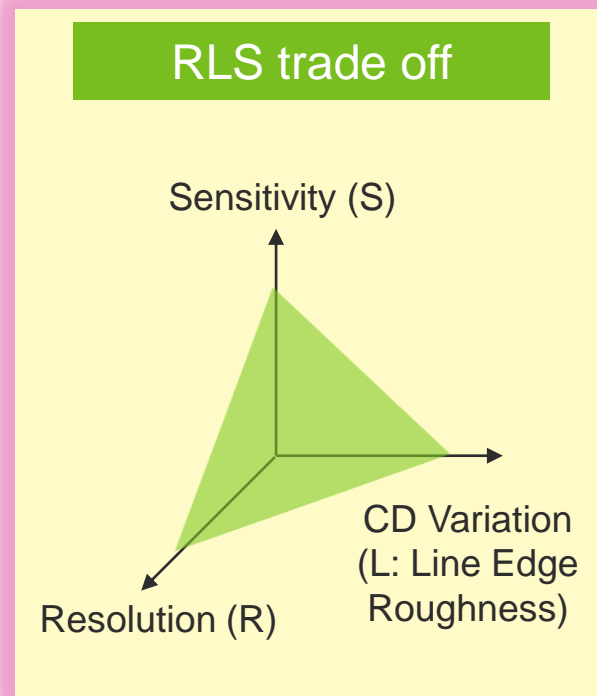 RLS trade off
Sensitivity (S)
CD Variation
(L: Line Edge
Roughness)
Resolution (R)